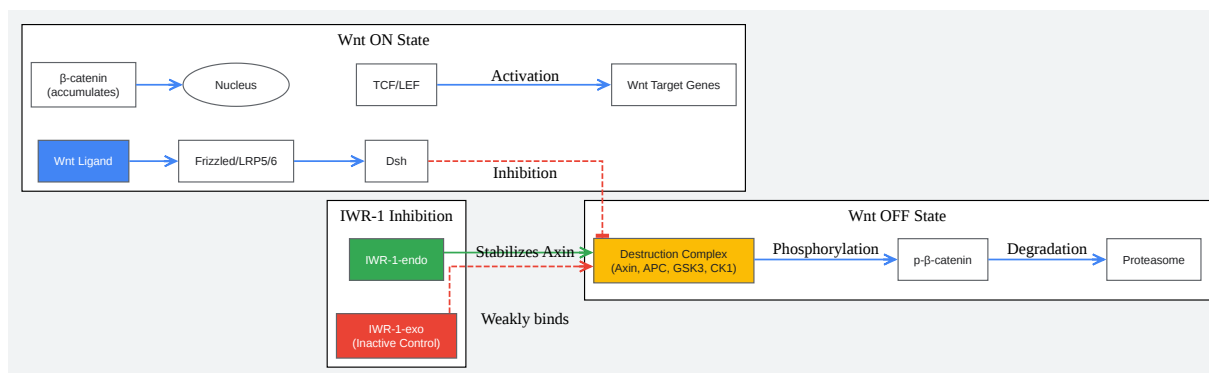 Wnt ON State
β-catenin
(accumulates)
Nucleus
TCF/LEF
Activation
Wnt Target Genes
Wnt Ligand
Frizzled/LRP5/6
Dsh
Inhibition
IWR-1 Inhibition
IWR-1-endo
Stabilizes Axin
IWR-1-exo
(Inactive Control)
Weakly binds
Wnt OFF State
Destruction Complex
(Axin, APC, GSK3, CK1)
Phosphorylation
p-β-catenin
Degradation
Proteasome